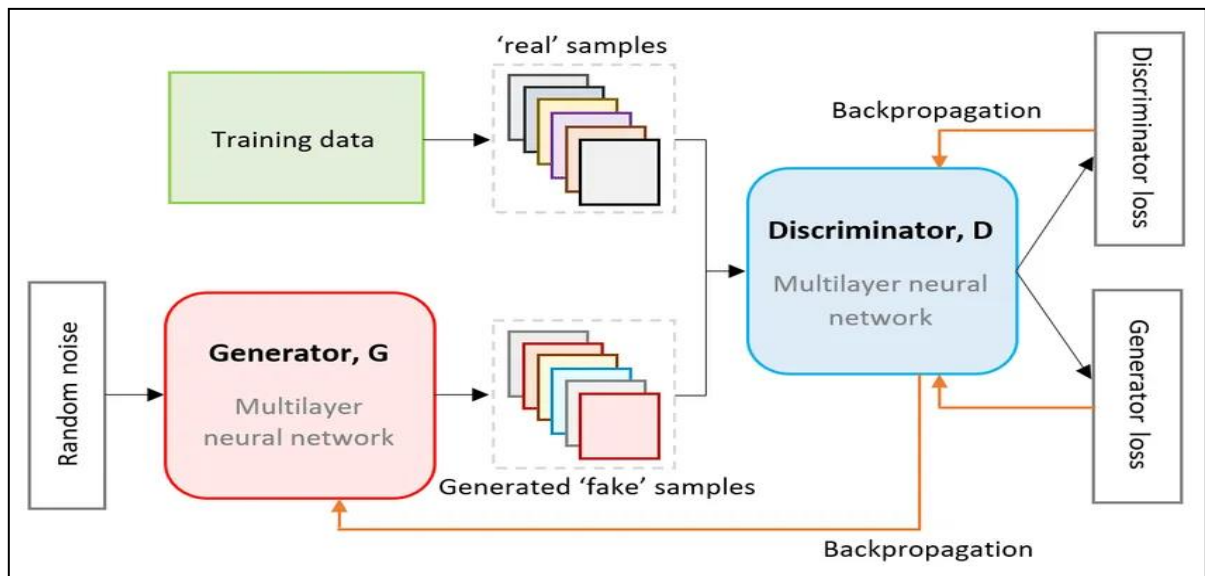 ‘real’ samples
Training data
Backpropagation
Discriminator loss
Discriminator, D
Multilayer neural
network
Random noise
Generator, G
Multilayer
neural network
Generated ‘fake’ samples
Generator loss
Backpropagation